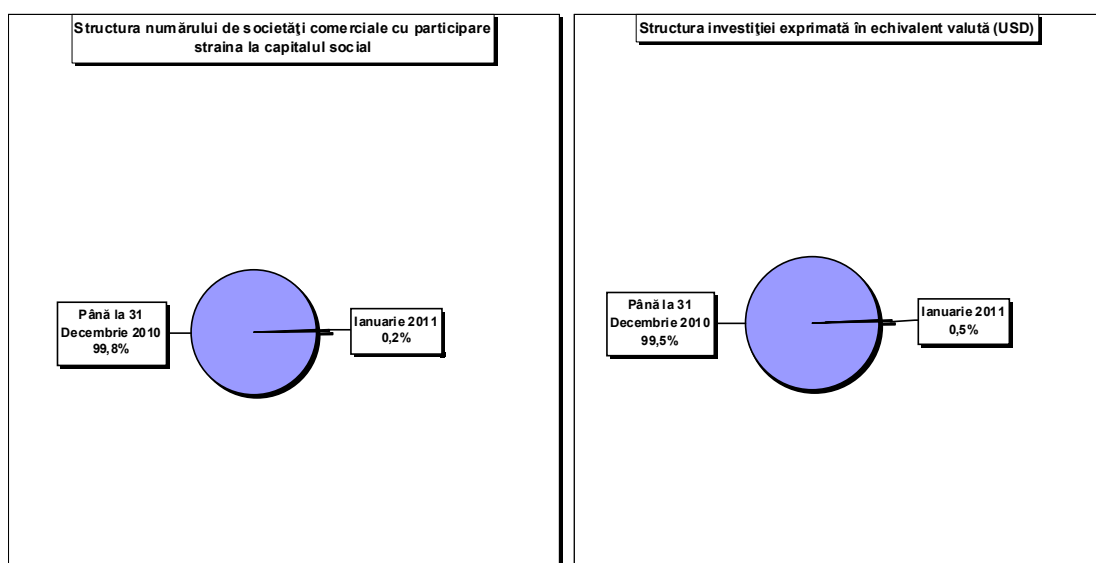 Structura numărului de societăţi comerciale cu participare
straina la capitalul social
Până la 31
Decembrie 2010
99,8%
Ianuarie 2011
0,2%
Structura investiţiei exprimată în echivalent valută (USD)
Până la 31
Decembrie 2010
99,5%
Ianuarie 2011
0,5%